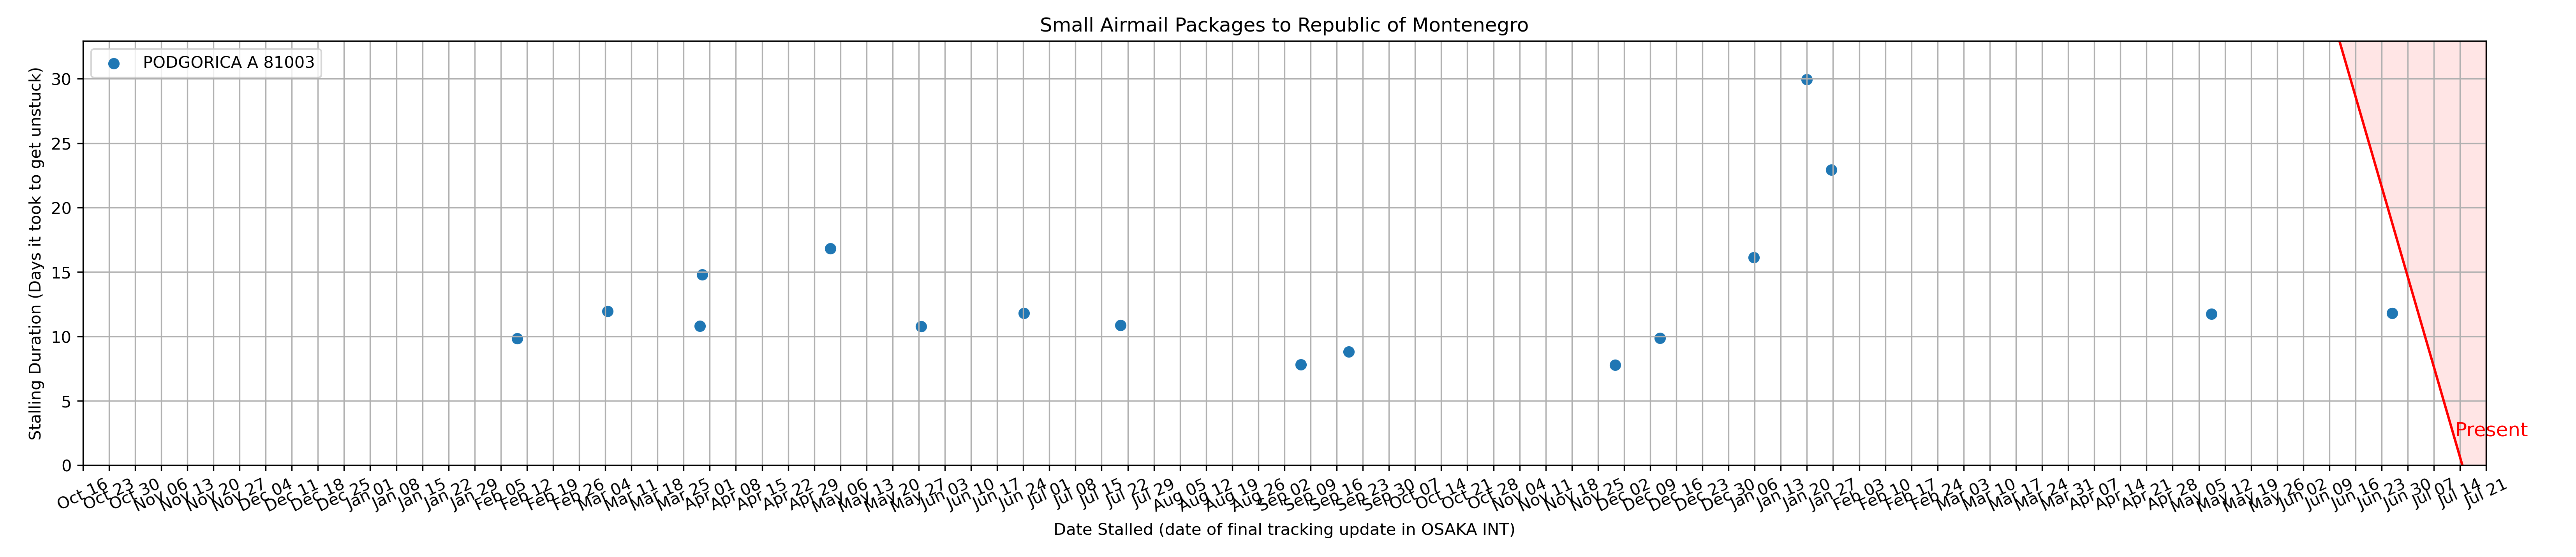 Small Airmail Packages to Republic of Montenegro
PODGORICA A 81003
Stalling Duration (Days it took to get unstuck)
30
25
20
15
10
5
0
Present
Oct 16 Oct 23 Oct 30 Nov 06 Nov 13 Nov 20 Nov 27 Dec 04 Dec 11 Dec 18 Dec 25 Jan 01 Jan 08 Jan 15 Jan 22 Jan 29 Feb 05 Feb 12 Feb 19 Feb 26 Mar 04 Mar 11 Mar 18 Mar 25 Apr 01 Apr 08 Apr 15 Apr 22 Apr 29 May 06 May 13 May 20 May 27 Jun 03 Jun 10 Jun 17 Jun 24 Jul 01 Jul 08 Jul 15 Jul 22 Jul 29 Aug 05 Aug 12 Aug 19 Aug 26 Sep 02 Sep 09 Sep 16 Sep 23 Sep 30 Oct 07 Oct 14 Oct 21 Oct 28 Nov 04 Nov 11 Nov 18 Nov 25 Dec 02 Dec 09 Dec 16 Dec 23 Dec 30 Jan 06 Jan 13 Jan 20 Jan 27 Feb 03 Feb 10 Feb 17 Feb 24 Mar 03 Mar 10 Mar 17 Mar 24 Mar 31 Apr 07 Apr 14 Apr 21 Apr 28 May 05 May 12 May 19 May 26 Jun 02 Jun 09 Jun 16 Jun 23 Jun 30 Jul 07 Jul 14 Jul 21
Date Stalled (date of final tracking update in OSAKA INT)